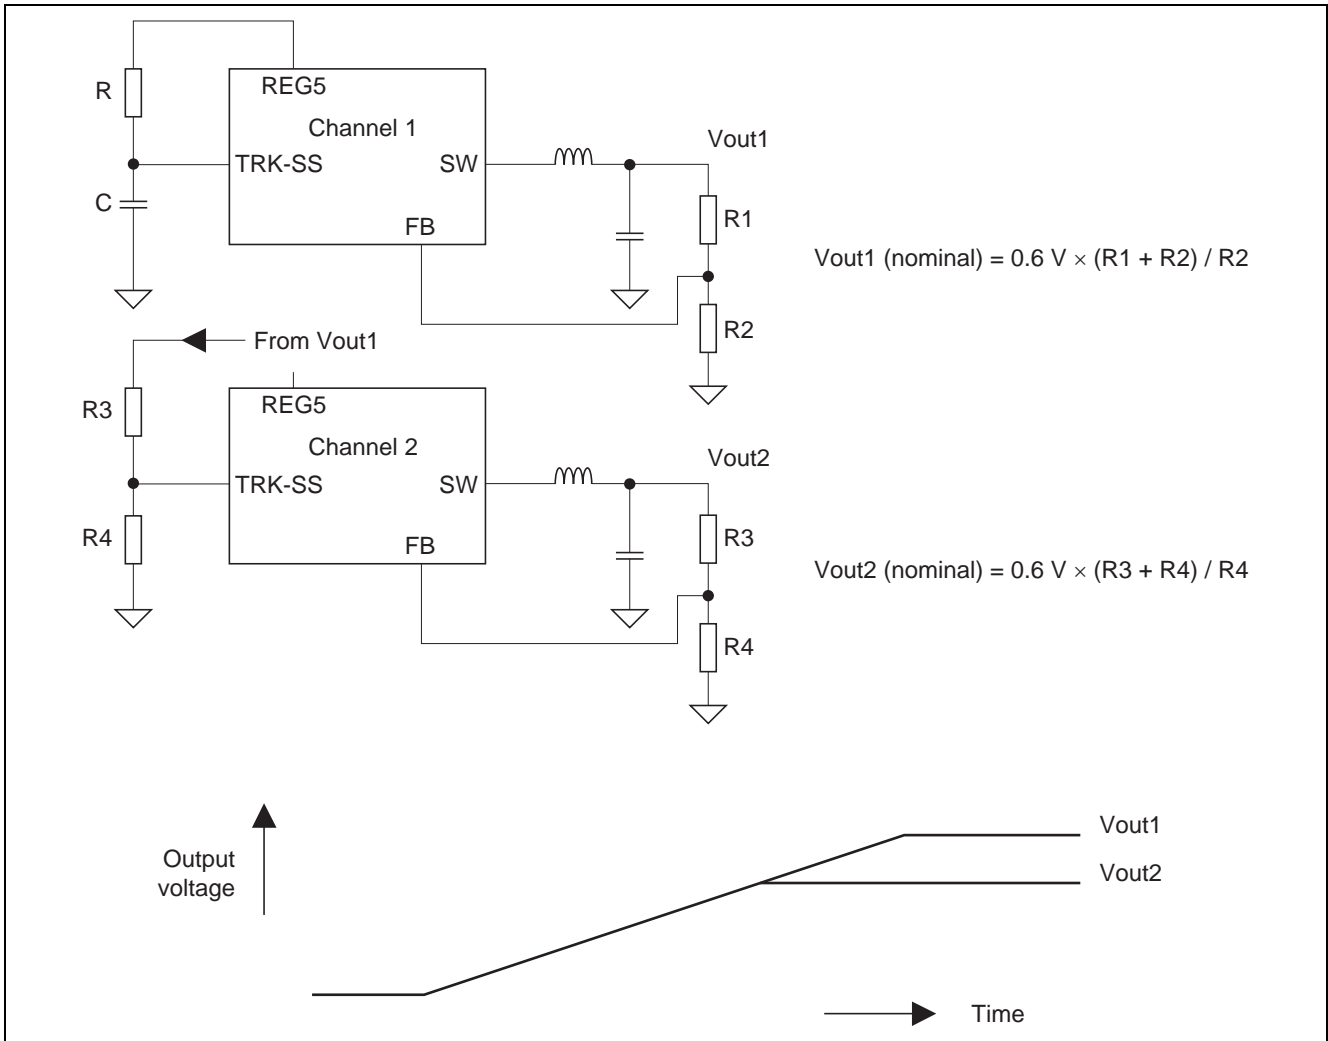 REG5
R
Channel 1
Vout1
TRK-SS
SW
C
R1
FB
Vout1 (nominal) = 0.6 V × (R1 + R2) / R2
R2
From Vout1
REG5
R3
Channel 2
Vout2
TRK-SS
SW
R4
R3
FB
Vout2 (nominal) = 0.6 V × (R3 + R4) / R4
R4
Vout1
Output
voltage
Vout2
Time